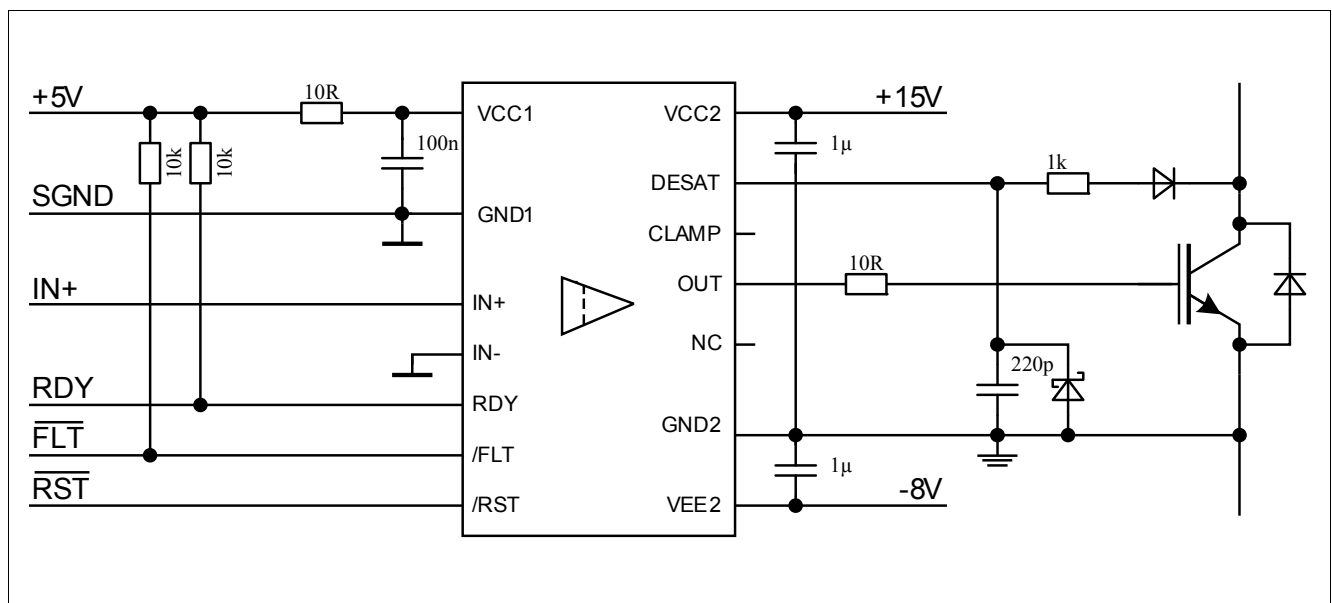 +5V
10R
VCC1
VCC2
+15V
10k
10k
100n
1µ
1k
SGND
GND1
DESAT
CLAMP
IN+
IN+
10R
OUT
IN-
NC
220p
RDY
RDY
GND2
FLT
/FLT
1µ
RST
/RST
VEE2
-8V